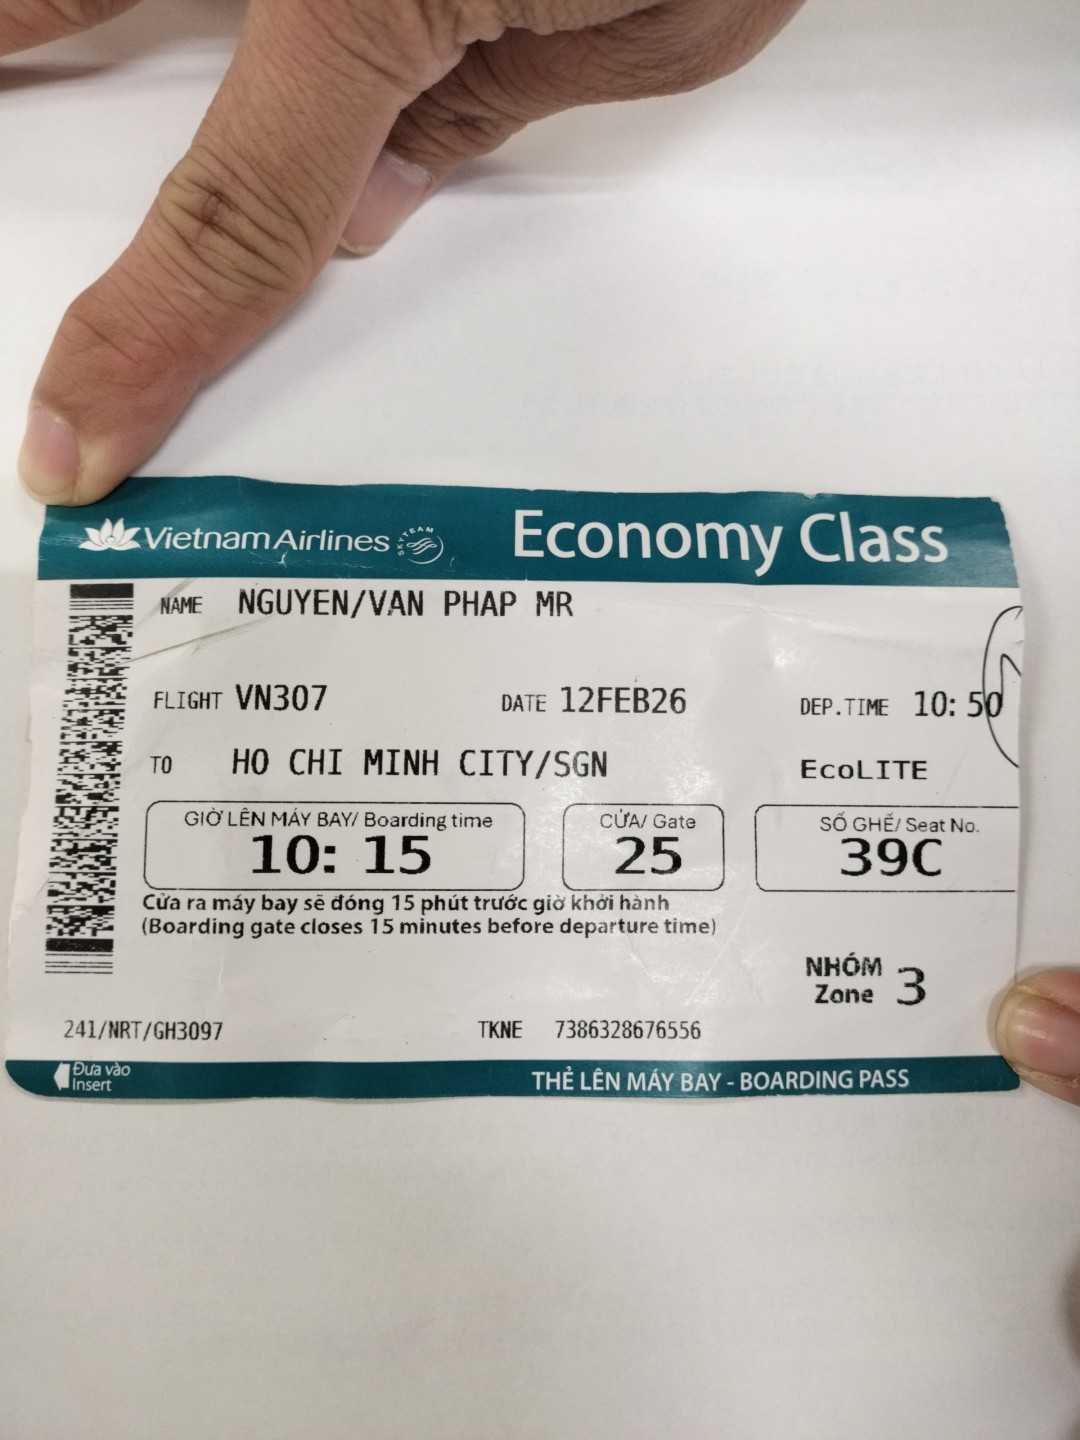 Vietnam Airlines SKYTEAM Economy Class
NAME NGUYEN/VAN PHAP MR
FLIGHT VN307 DATE 12FEB26 DEP.TIME 10: 50
TO HO CHI MINH CITY/SGN EcoLITE
GIỜ LÊN MÁY BAY/ Boarding time CỬA/ Gate SỐ GHẾ/ Seat No.
10: 15 25 39C
Cửa ra máy bay sẽ đóng 15 phút trước giờ khởi hành
(Boarding gate closes 15 minutes before departure time)
NHÓM
Zone 3
241/NRT/GH3097 TKNE 7386328676556
Đưa vào
Insert
THẺ LÊN MÁY BAY - BOARDING PASS